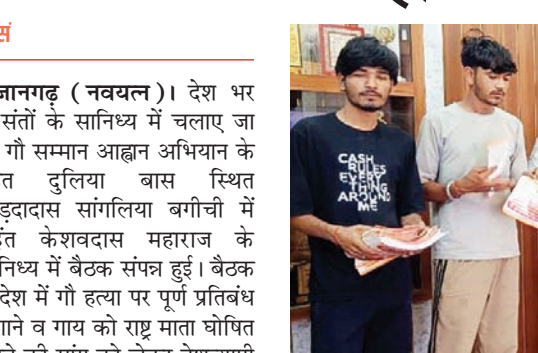 सं
जानगढ़ ( नवयत्न )। देश भर
संतों के सानिध्य में चलाए जा
गौ सम्मान आह्वान अभियान के
त दुलिया बास स्थित
ड़दादास सांगलिया बगीची में
हंत केशवदास महाराज के
निध्य में बैठक संपन्न हुई। बैठक
देश में गौ हत्या पर पूर्ण प्रतिबंध
गाने व गाय को राष्ट्र माता घोषित
CASH
RULES
EVERY
THING
AROUND
ME